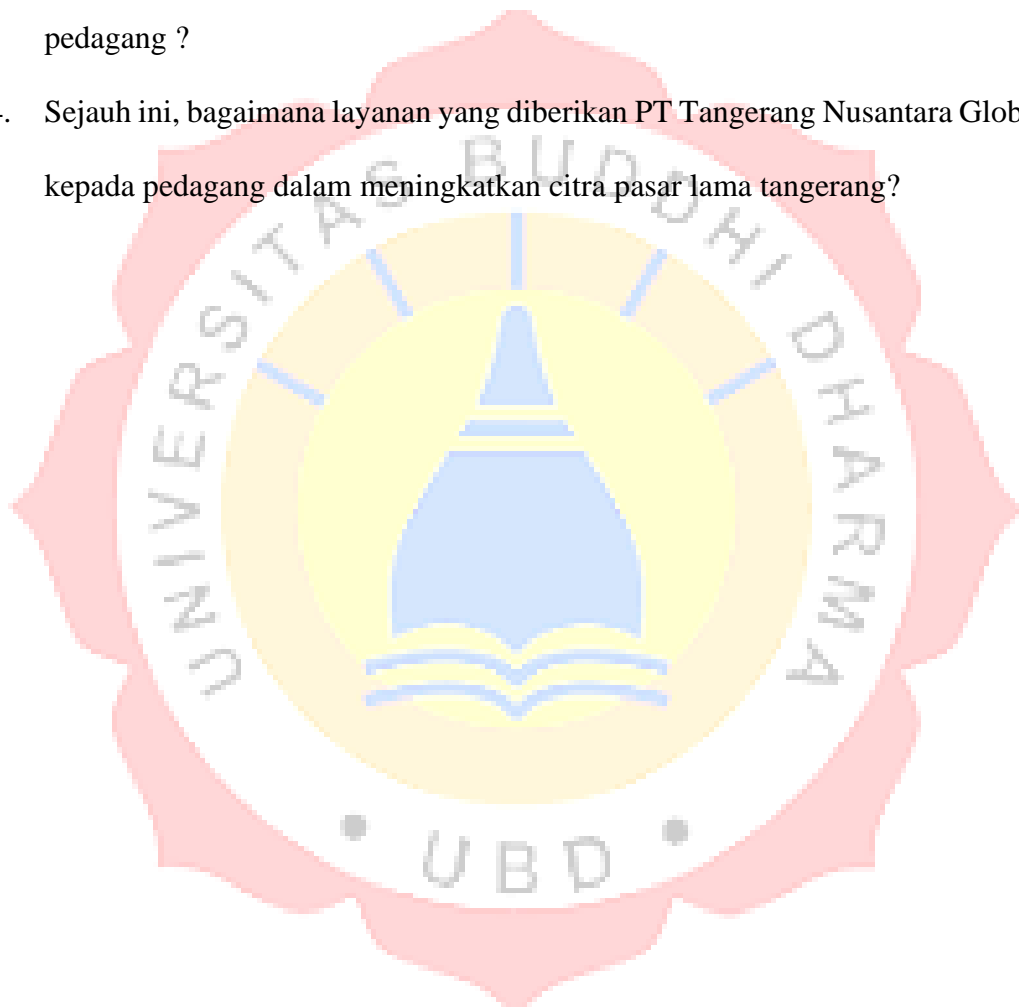 pedagang ?
. Sejauh ini, bagaimana layanan yang diberikan PT Tangerang Nusantara
kepada pedagang dalam meningkatkan citra pasar lama tangerang?
UNIVERSITAS BUDDHI DHARMA
• UBD •